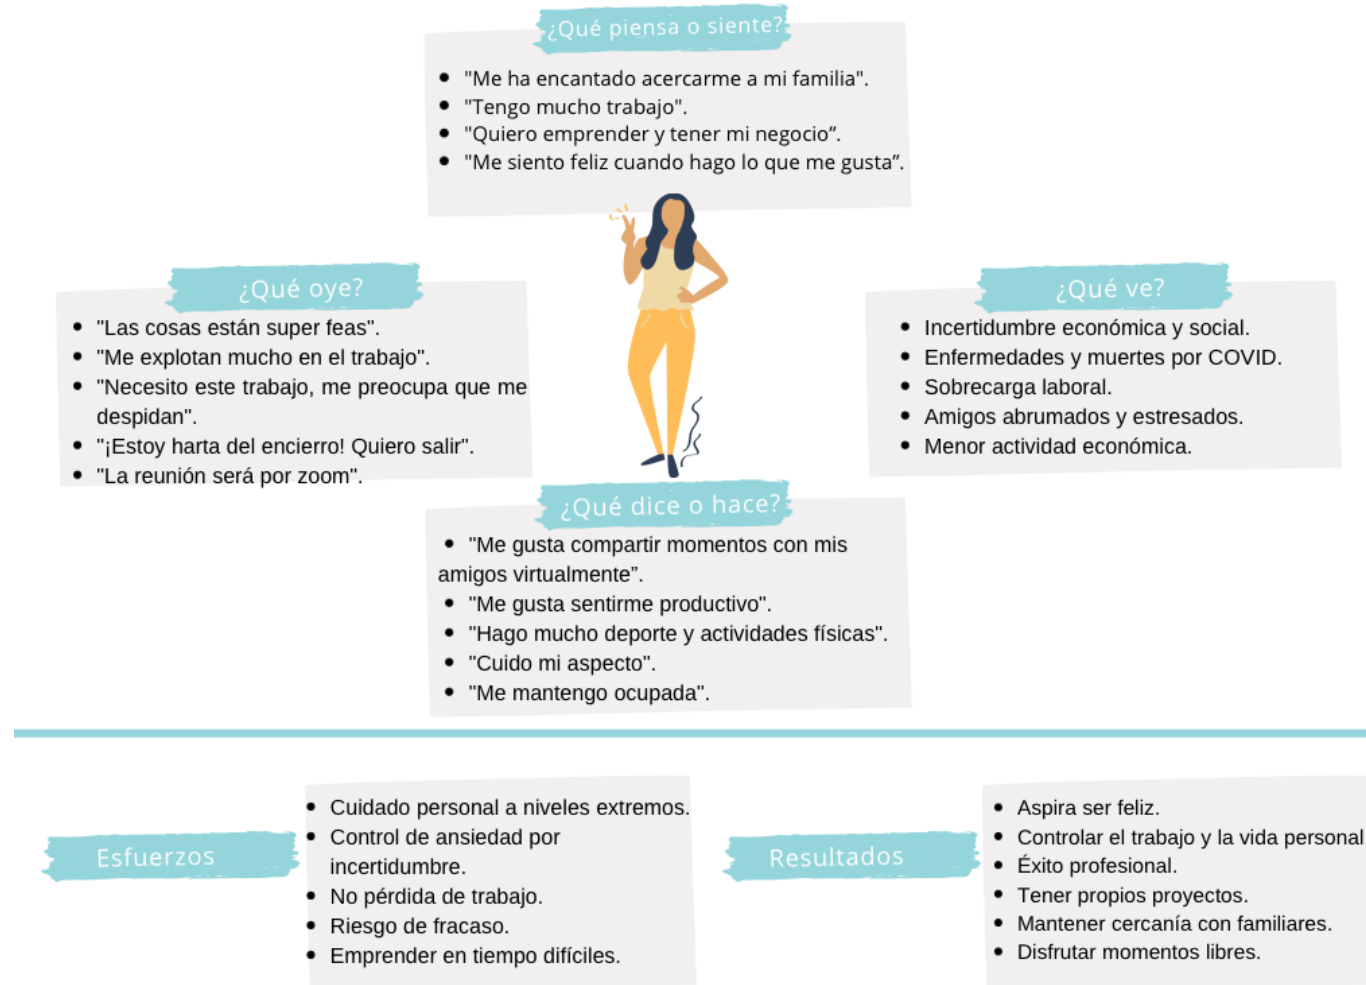 ¿Qué piensa o siente?
• "Me ha encantado acercarme a mi familia".
• "Tengo mucho trabajo".
• "Quiero emprender y tener mi negocio”.
• "Me siento feliz cuando hago lo que me gusta”.
¿Qué oye?
• "Las cosas están super feas".
• "Me explotan mucho en el trabajo".
• "Necesito este trabajo, me preocupa que me
despidan".
• "¡Estoy harta del encierro! Quiero salir".
• "La reunión será por zoom".
¿Qué ve?
• Incertidumbre económica y social.
• Enfermedades y muertes por COVID.
• Sobrecarga laboral.
• Amigos abrumados y estresados.
• Menor actividad económica.
¿Qué dice o hace?
• "Me gusta compartir momentos con mis
amigos virtualmente”.
• "Me gusta sentirme productivo".
• "Hago mucho deporte y actividades físicas".
• "Cuido mi aspecto".
• "Me mantengo ocupada".
Esfuerzos
• Cuidado personal a niveles extremos.
• Control de ansiedad por
incertidumbre.
• No pérdida de trabajo.
• Riesgo de fracaso.
• Emprender en tiempo difíciles.
Resultados
• Aspira ser feliz.
• Controlar el trabajo y la vida personal
• Éxito profesional.
• Tener propios proyectos.
• Mantener cercanía con familiares.
• Disfrutar momentos libres.